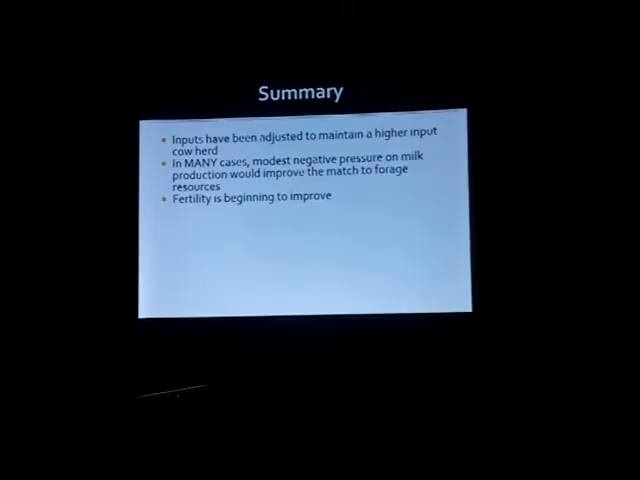 Summary
Inputs have been adjusted to maintain a higher input
cow herd
In MANY cases, modest negative pressure on milk
production would improve the match to forage
resources
Fertility is beginning to improve